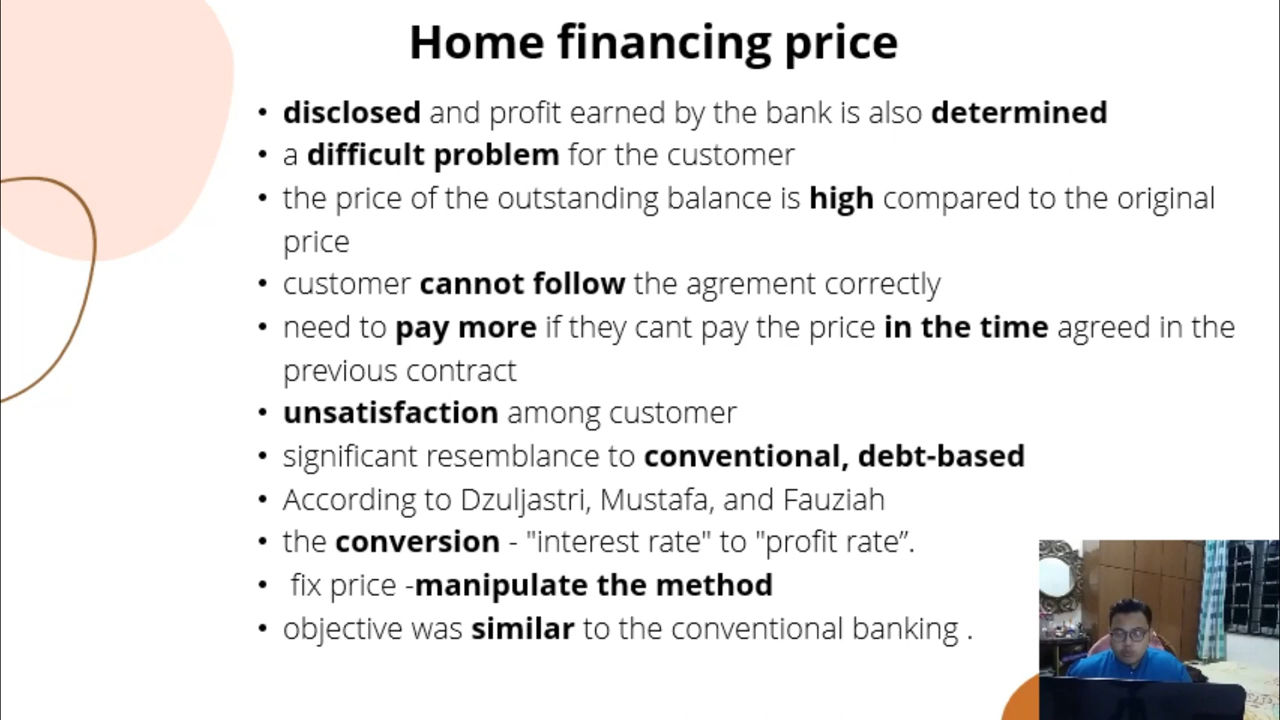 Home financing price
• disclosed and profit earned by the bank is also determined
• a difficult problem for the customer
• the price of the outstanding balance is high compared to the original
price
• customer cannot follow the agrement correctly
• need to pay more if they cant pay the price in the time agreed in the
previous contract
• unsatisfaction among customer
• significant resemblance to conventional, debt-based
• According to Dzuljastri, Mustafa, and Fauziah
• the conversion - "interest rate" to "profit rate”.
• fix price -manipulate the method
• objective was similar to the conventional banking .